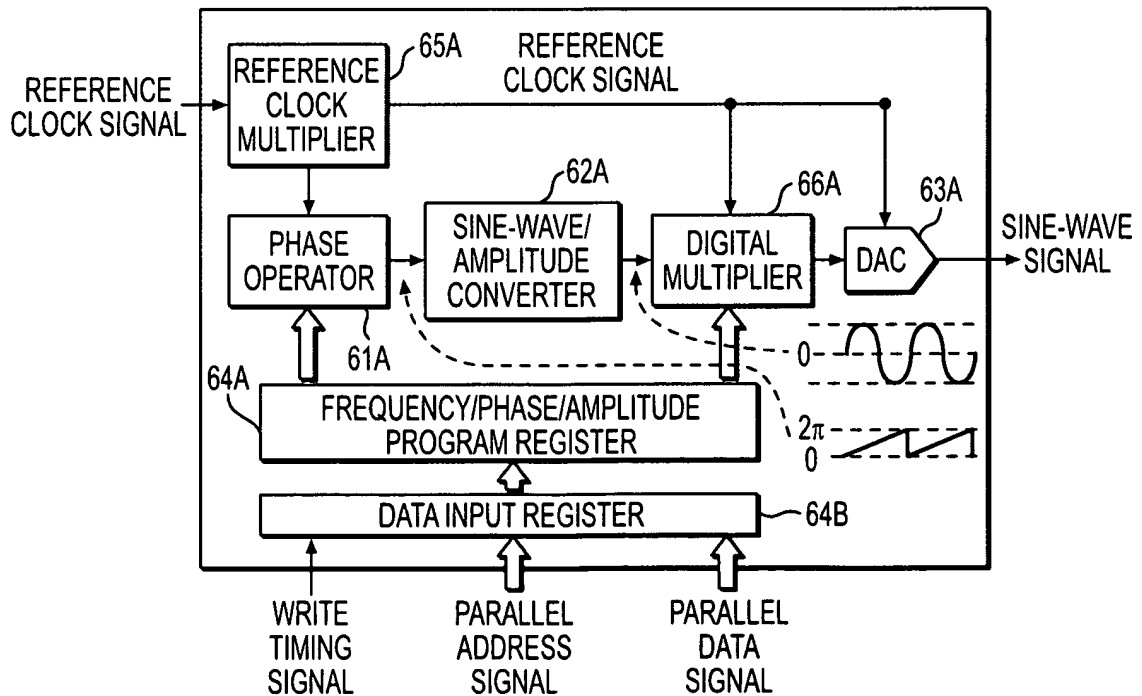 65A
REFERENCE
CLOCK SIGNAL
REFERENCE
CLOCK SIGNAL
REFERENCE
CLOCK
MULTIPLIER
62A
66A
63A
PHASE
OPERATOR
SINE-WAVE/
AMPLITUDE
CONVERTER
DIGITAL
MULTIPLIER
DAC
SINE-WAVE
SIGNAL
61A
0
64A
FREQUENCY/PHASE/AMPLITUDE
PROGRAM REGISTER
2π
0
DATA INPUT REGISTER
64B
WRITE
TIMING
SIGNAL
PARALLEL
ADDRESS
SIGNAL
PARALLEL
DATA
SIGNAL